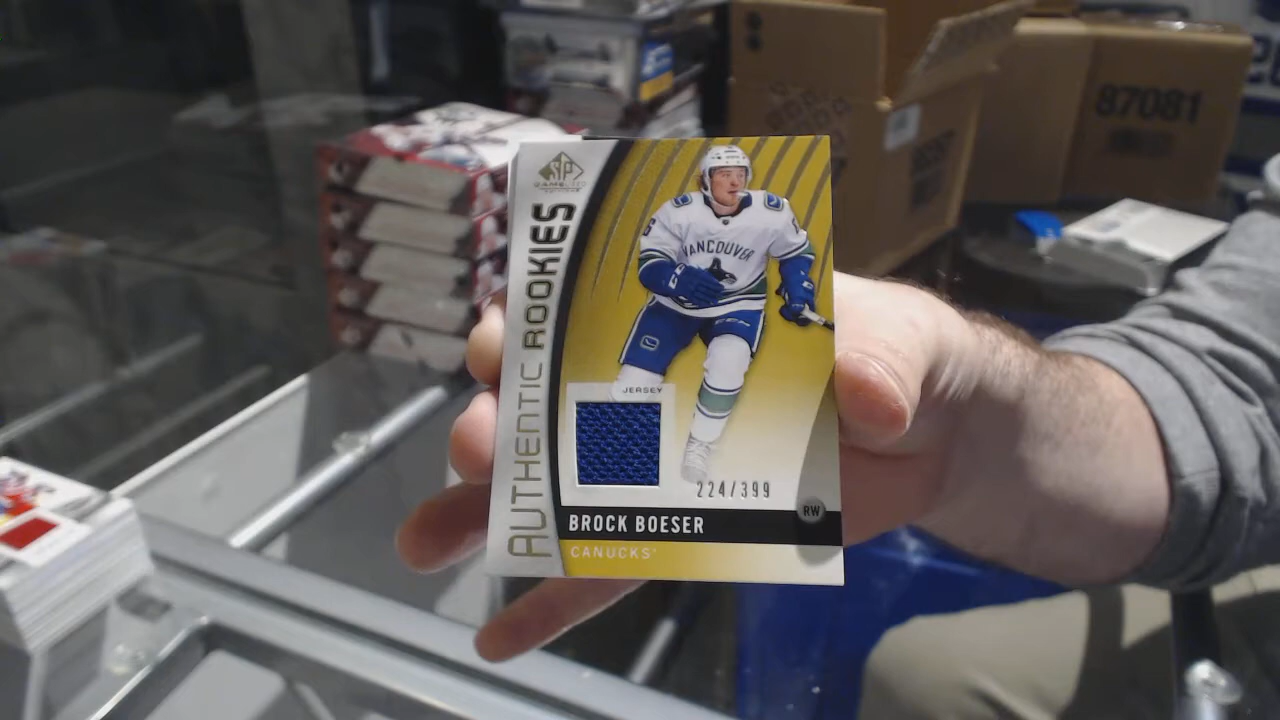 SP
GAME USED
AUTHENTIC ROOKIES
VANCOUVER
JERSEY
224/399
RW
BROCK BOESER
CANUCKS
87081